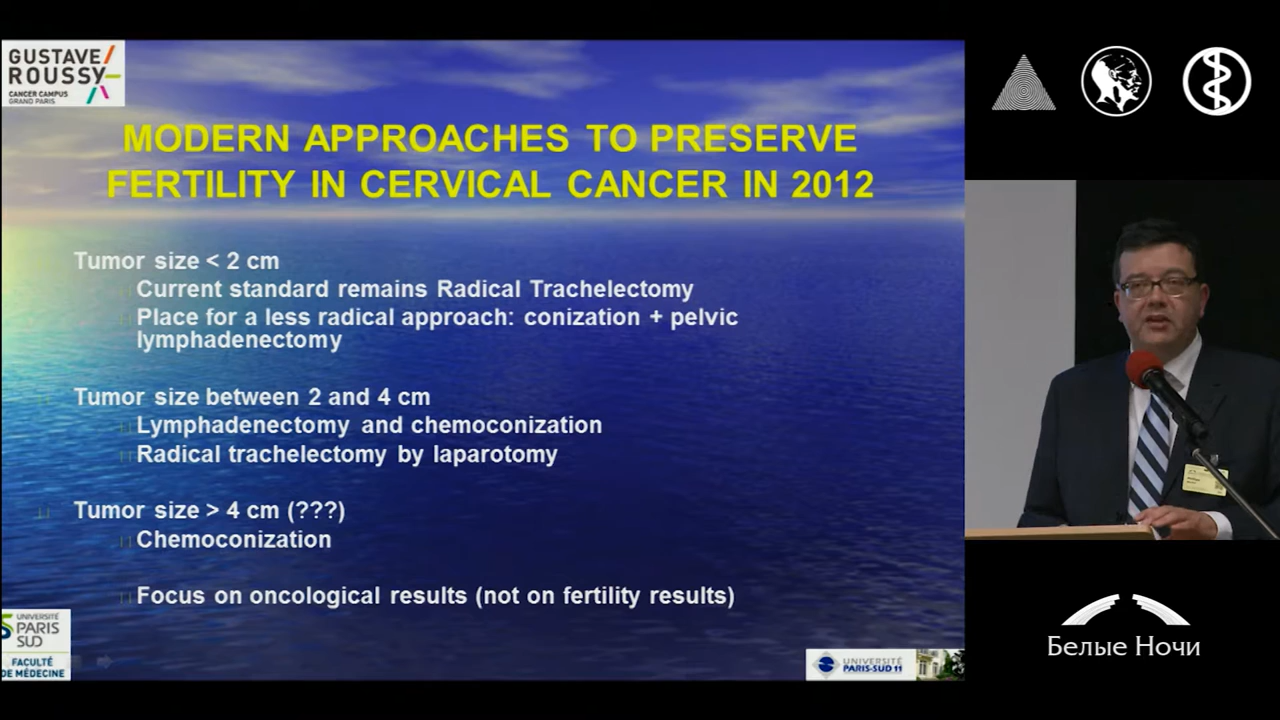 GUSTAVE
ROUSSY
CANCER CAMPUS
GRAND PARIS
MODERN APPROACHES TO PRESERVE
FERTILITY IN CERVICAL CANCER IN 2012
Tumor size < 2 cm
Current standard remains Radical Trachelectomy
Place for a less radical approach: conization + pelvic
lymphadenectomy
Tumor size between 2 and 4 cm
Lymphadenectomy and chemoconization
Radical trachelectomy by laparotomy
Tumor size > 4 cm (???)
Chemoconization
Focus on oncological results (not on fertility results)
UNIVERSITÉ
PARIS
SUD
FACULTÉ
DE MÉDECINE
UNIVERSITÉ
PARIS-SUD 11
Белые Ночи